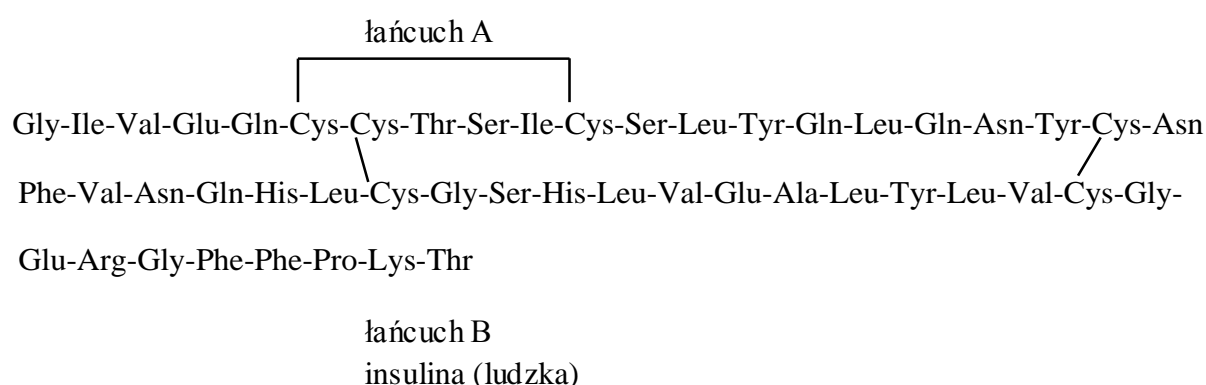 łańcuch A
Gly-Ile-Val-Glu-Gln-Cys-Cys-Thr-Ser-Ile-Cys-Ser-Leu-Tyr-Gln-Leu-Gln-Asn-Tyr-Cys-Asn
Phe-Val-Asn-Gln-His-Leu-Cys-Gly-Ser-His-Leu-Val-Glu-Ala-Leu-Tyr-Leu-Val-Cys-Gly-
Glu-Arg-Gly-Phe-Phe-Pro-Lys-Thr
łańcuch B
insulina (ludzka)